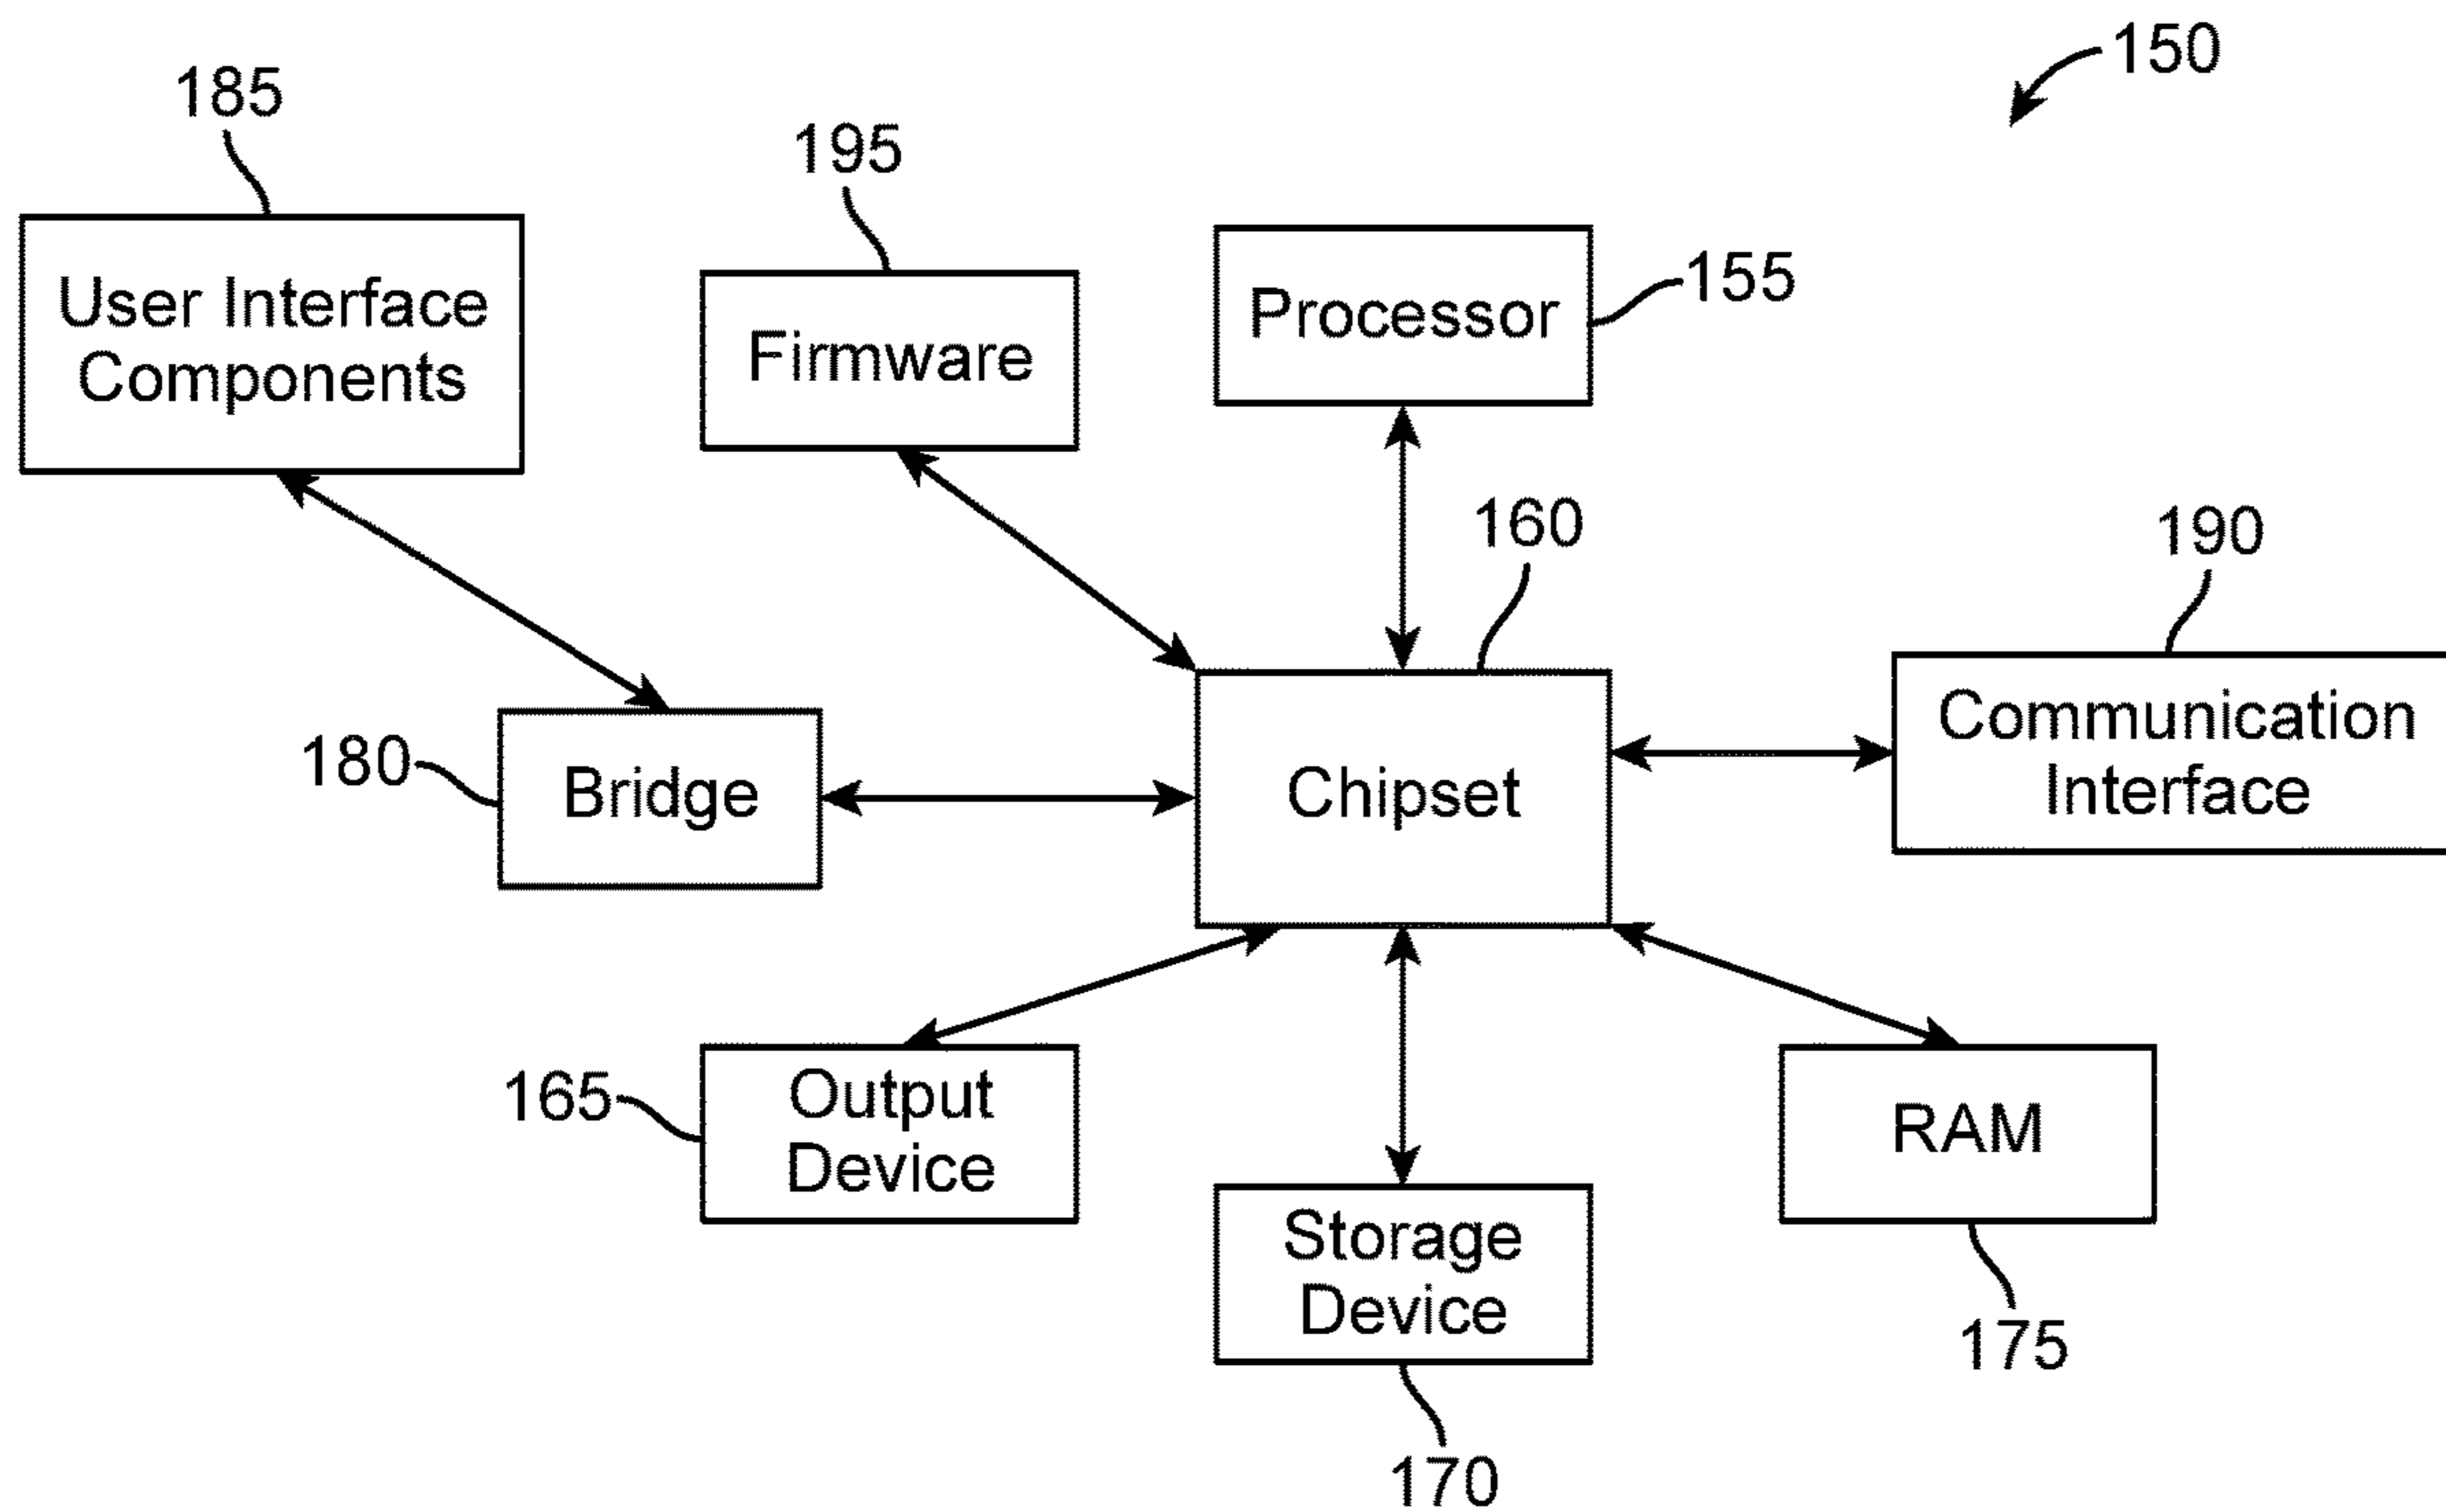 150
185
195
User Interface
Components
Firmware
Processor
155
160
190
Communication
Interface
180
Bridge
Chipset
165
Output
Device
RAM
Storage
Device
175
170